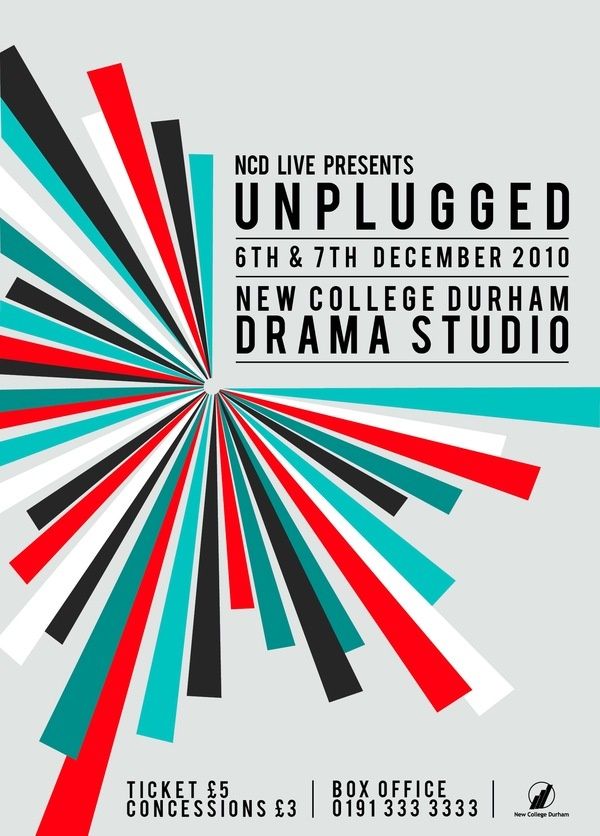 NCD LIVE PRESENTS
UNPLUGGED
6TH & 7TH DECEMBER 2010
NEW COLLEGE DURHAM
DRAMA STUDIO
TICKET £5
CONCESSIONS £3
BOX OFFICE
0191 333 3333
New College Durham